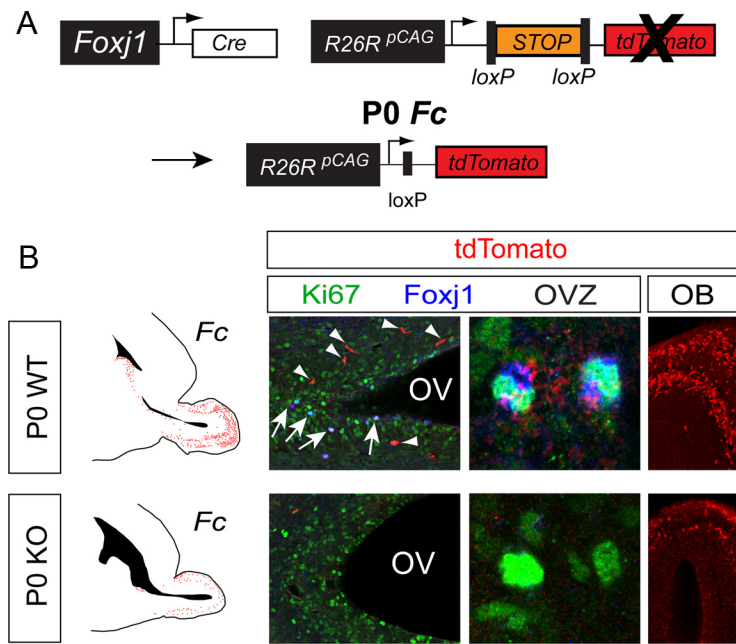 A
Foxj1
Cre
R26R pCAG
STOP
tdTomato
loxP
loxP
P0 Fc
R26R pCAG
tdTomato
loxP
B
tdTomato
Ki67
Foxj1
OVZ
OB
P0 WT
Fc
OV
P0 KO
Fc
OV